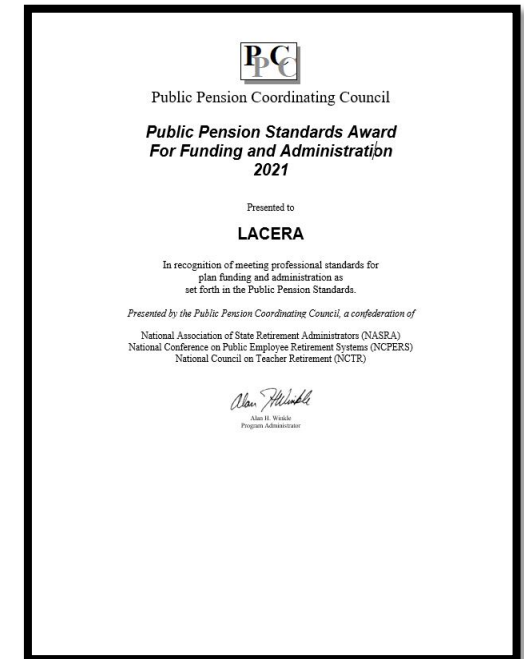 PPCC
Public Pension Coordinating Council
Public Pension Standards Award
For Funding and Administration
2021
Presented to
LACERA
In recognition of meeting professional standards for
plan funding and administration as
set forth in the Public Pension Standards.
Presented by the Public Pension Coordinating Council, a confederation of
National Association of State Retirement Administrators (NASRA)
National Conference on Public Employee Retirement Systems (NCPERS)
National Council on Teacher Retirement (NCTR)
Alan H. Winkle
Alan H. Winkle
Program Administrator